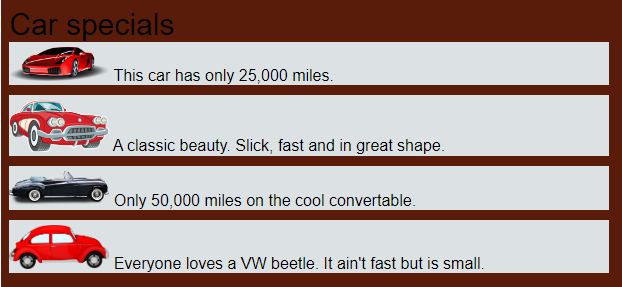 Car specials
This car has only 25,000 miles.
A classic beauty. Slick, fast and in great shape.
Only 50,000 miles on the cool convertable.
Everyone loves a VW beetle. It ain't fast but is small.